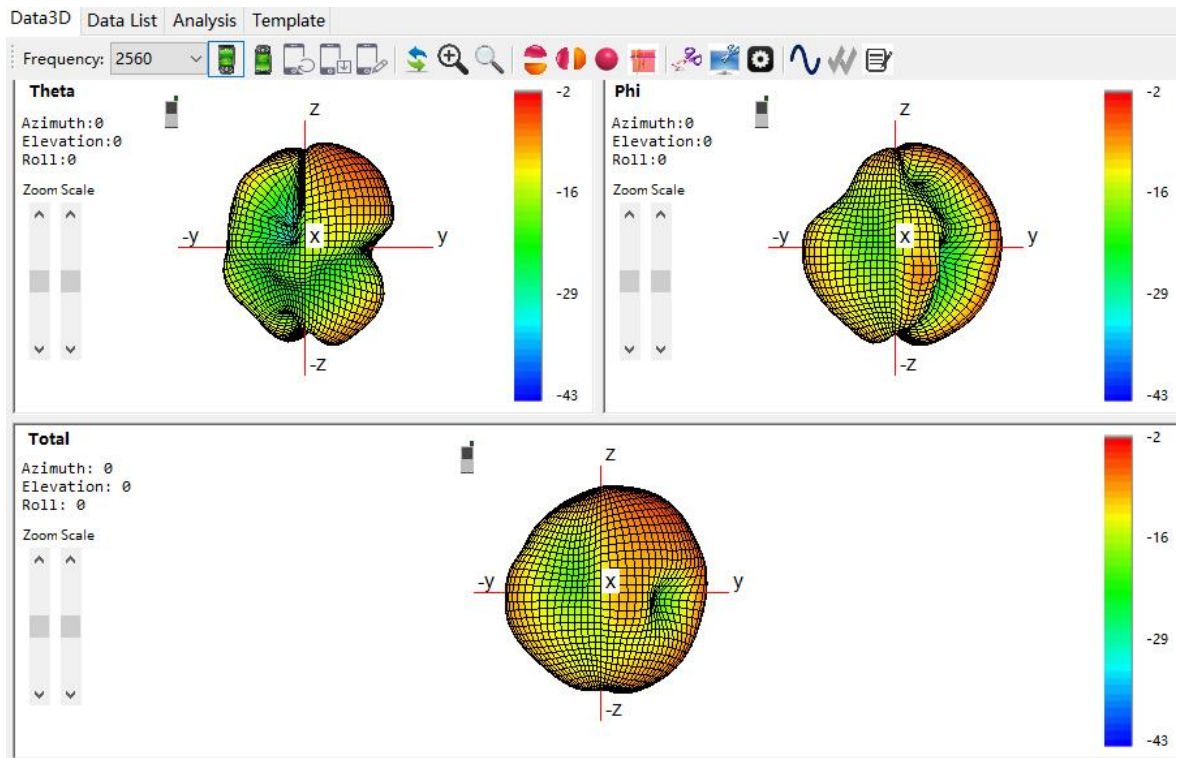 Data3D Data List Analysis Template
Frequency: 2560
Theta
Azimuth:0
Elevation:0
Roll:0
Zoom Scale
Z
-y
X
y
-Z
-2
-16
-29
-43
Phi
Azimuth:0
Elevation:0
Roll:0
Zoom Scale
Z
-y
X
y
-Z
-2
-16
-29
-43
Total
Azimuth: 0
Elevation: 0
Roll: 0
Zoom Scale
Z
-y
X
y
-Z
-2
-16
-29
-43